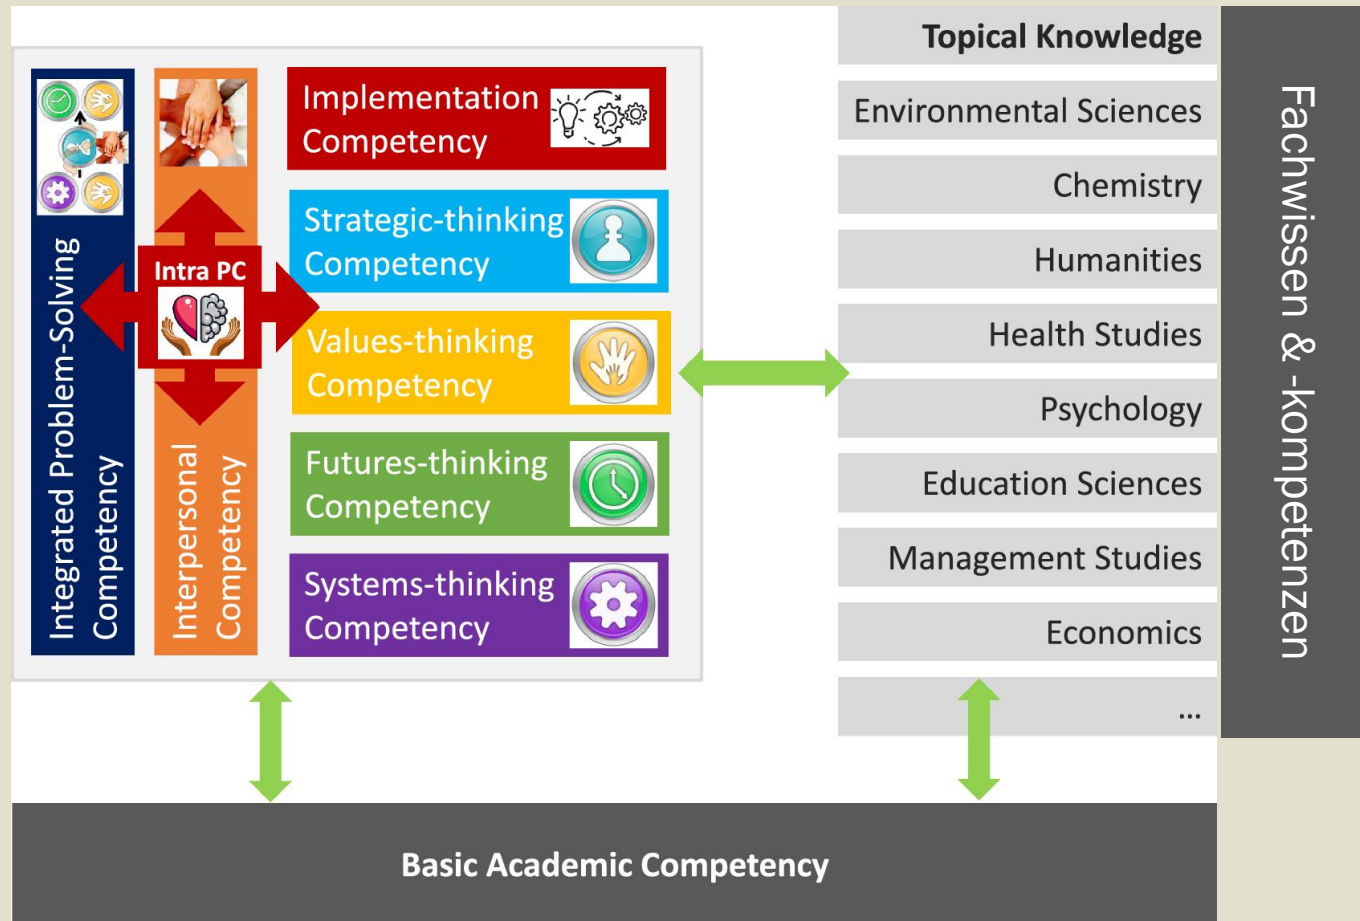 Integrated Problem-Solving
Competency
Interpersonal
Competency
Intra PC
Implementation
Competency
Strategic-thinking
Competency
Values-thinking
Competency
Futures-thinking
Competency
Systems-thinking
Competency
Topical Knowledge
Environmental Sciences
Chemistry
Humanities
Health Studies
Psychology
Education Sciences
Management Studies
Economics
...
Fachwissen & -kompetenzen
Basic Academic Competency